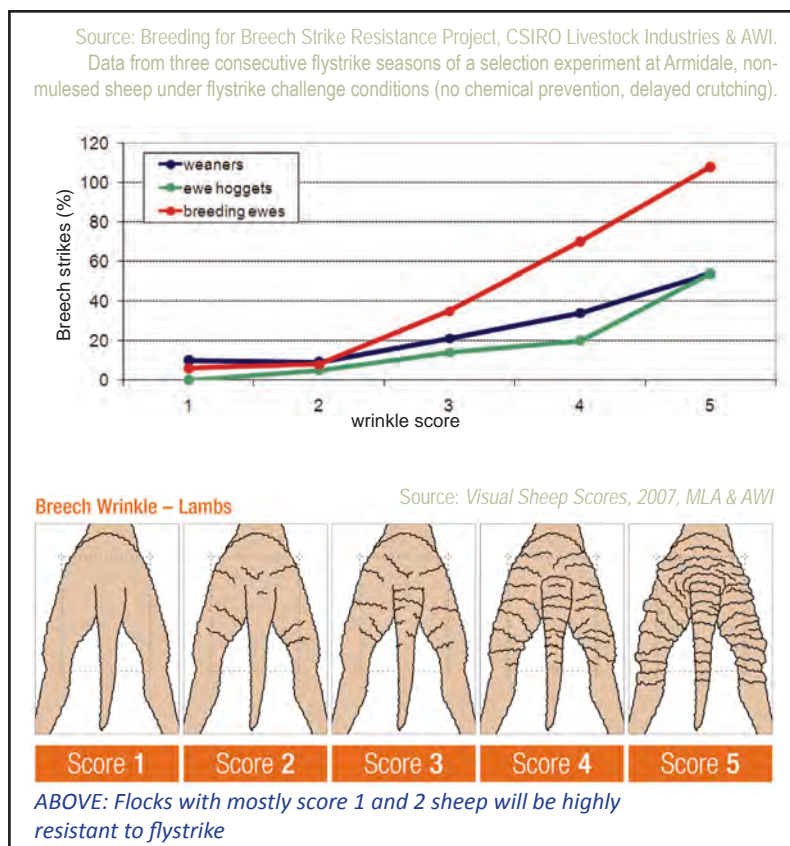 Source: Breeding for Breech Strike Resistance Project, CSIRO Livestock Industries & AWI.
Data from three consecutive flystrike seasons of a selection experiment at Armidale, non-
mulesed sheep under flystrike challenge conditions (no chemical prevention, delayed crutching).
120
100
80
60
40
20
0
Breech strikes (%)
weaners
ewe hoggets
breeding ewes
1 2 3 4 5
wrinkle score
Source: Visual Sheep Scores, 2007, MLA & AWI
Breech Wrinkle – Lambs
Score 1 Score 2 Score 3 Score 4 Score 5
ABOVE: Flocks with mostly score 1 and 2 sheep will be highly
resistant to flystrike